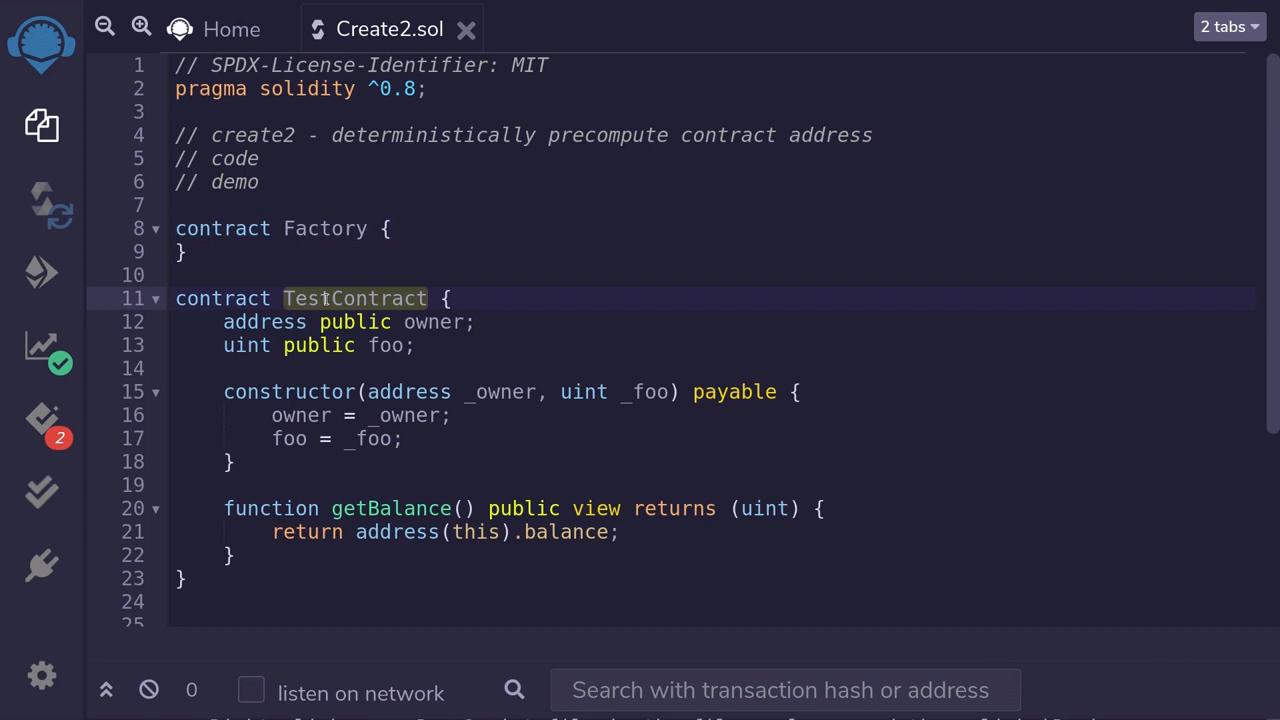 Home
Create2.sol
2 tabs
1 // SPDX-License-Identifier: MIT
2 pragma solidity ^0.8;
3
4 // create2 - deterministically precompute contract address
5 // code
6 // demo
7
8 contract Factory {
9 }
10
11 contract TestContract {
12 address public owner;
13 uint public foo;
14
15 constructor(address _owner, uint _foo) payable {
16 owner = _owner;
17 foo = _foo;
18 }
19
20 function getBalance() public view returns (uint) {
21 return address(this).balance;
22 }
23 }
24
25
2
0
listen on network
Search with transaction hash or address